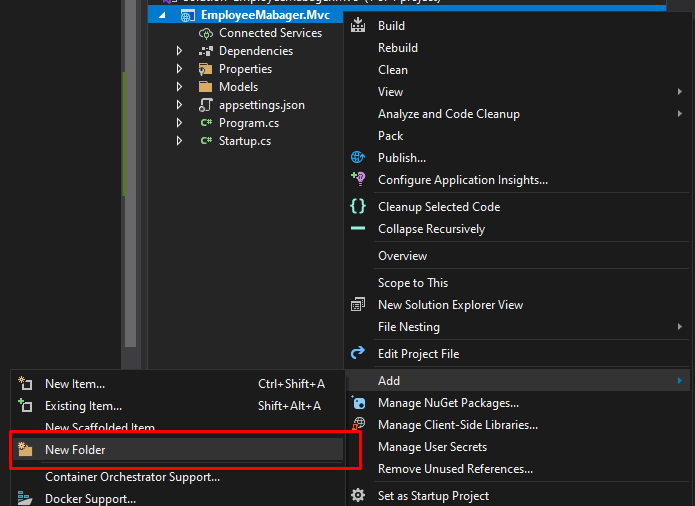 EmployeeMabager.Mvc
Connected Services
Dependencies
Properties
Models
appsettings.json
C# Program.cs
C# Startup.cs
Build
Rebuild
Clean
View
Analyze and Code Cleanup
Pack
Publish...
Configure Application Insights...
Cleanup Selected Code
Collapse Recursively
Overview
Scope to This
New Solution Explorer View
File Nesting
Edit Project File
Add
Manage NuGet Packages...
Manage Client-Side Libraries...
Manage User Secrets
Remove Unused References...
Set as Startup Project
New Item... Ctrl+Shift+A
Existing Item... Shift+Alt+A
New Scaffolded Item
New Folder
Container Orchestrator Support...
Docker Support...